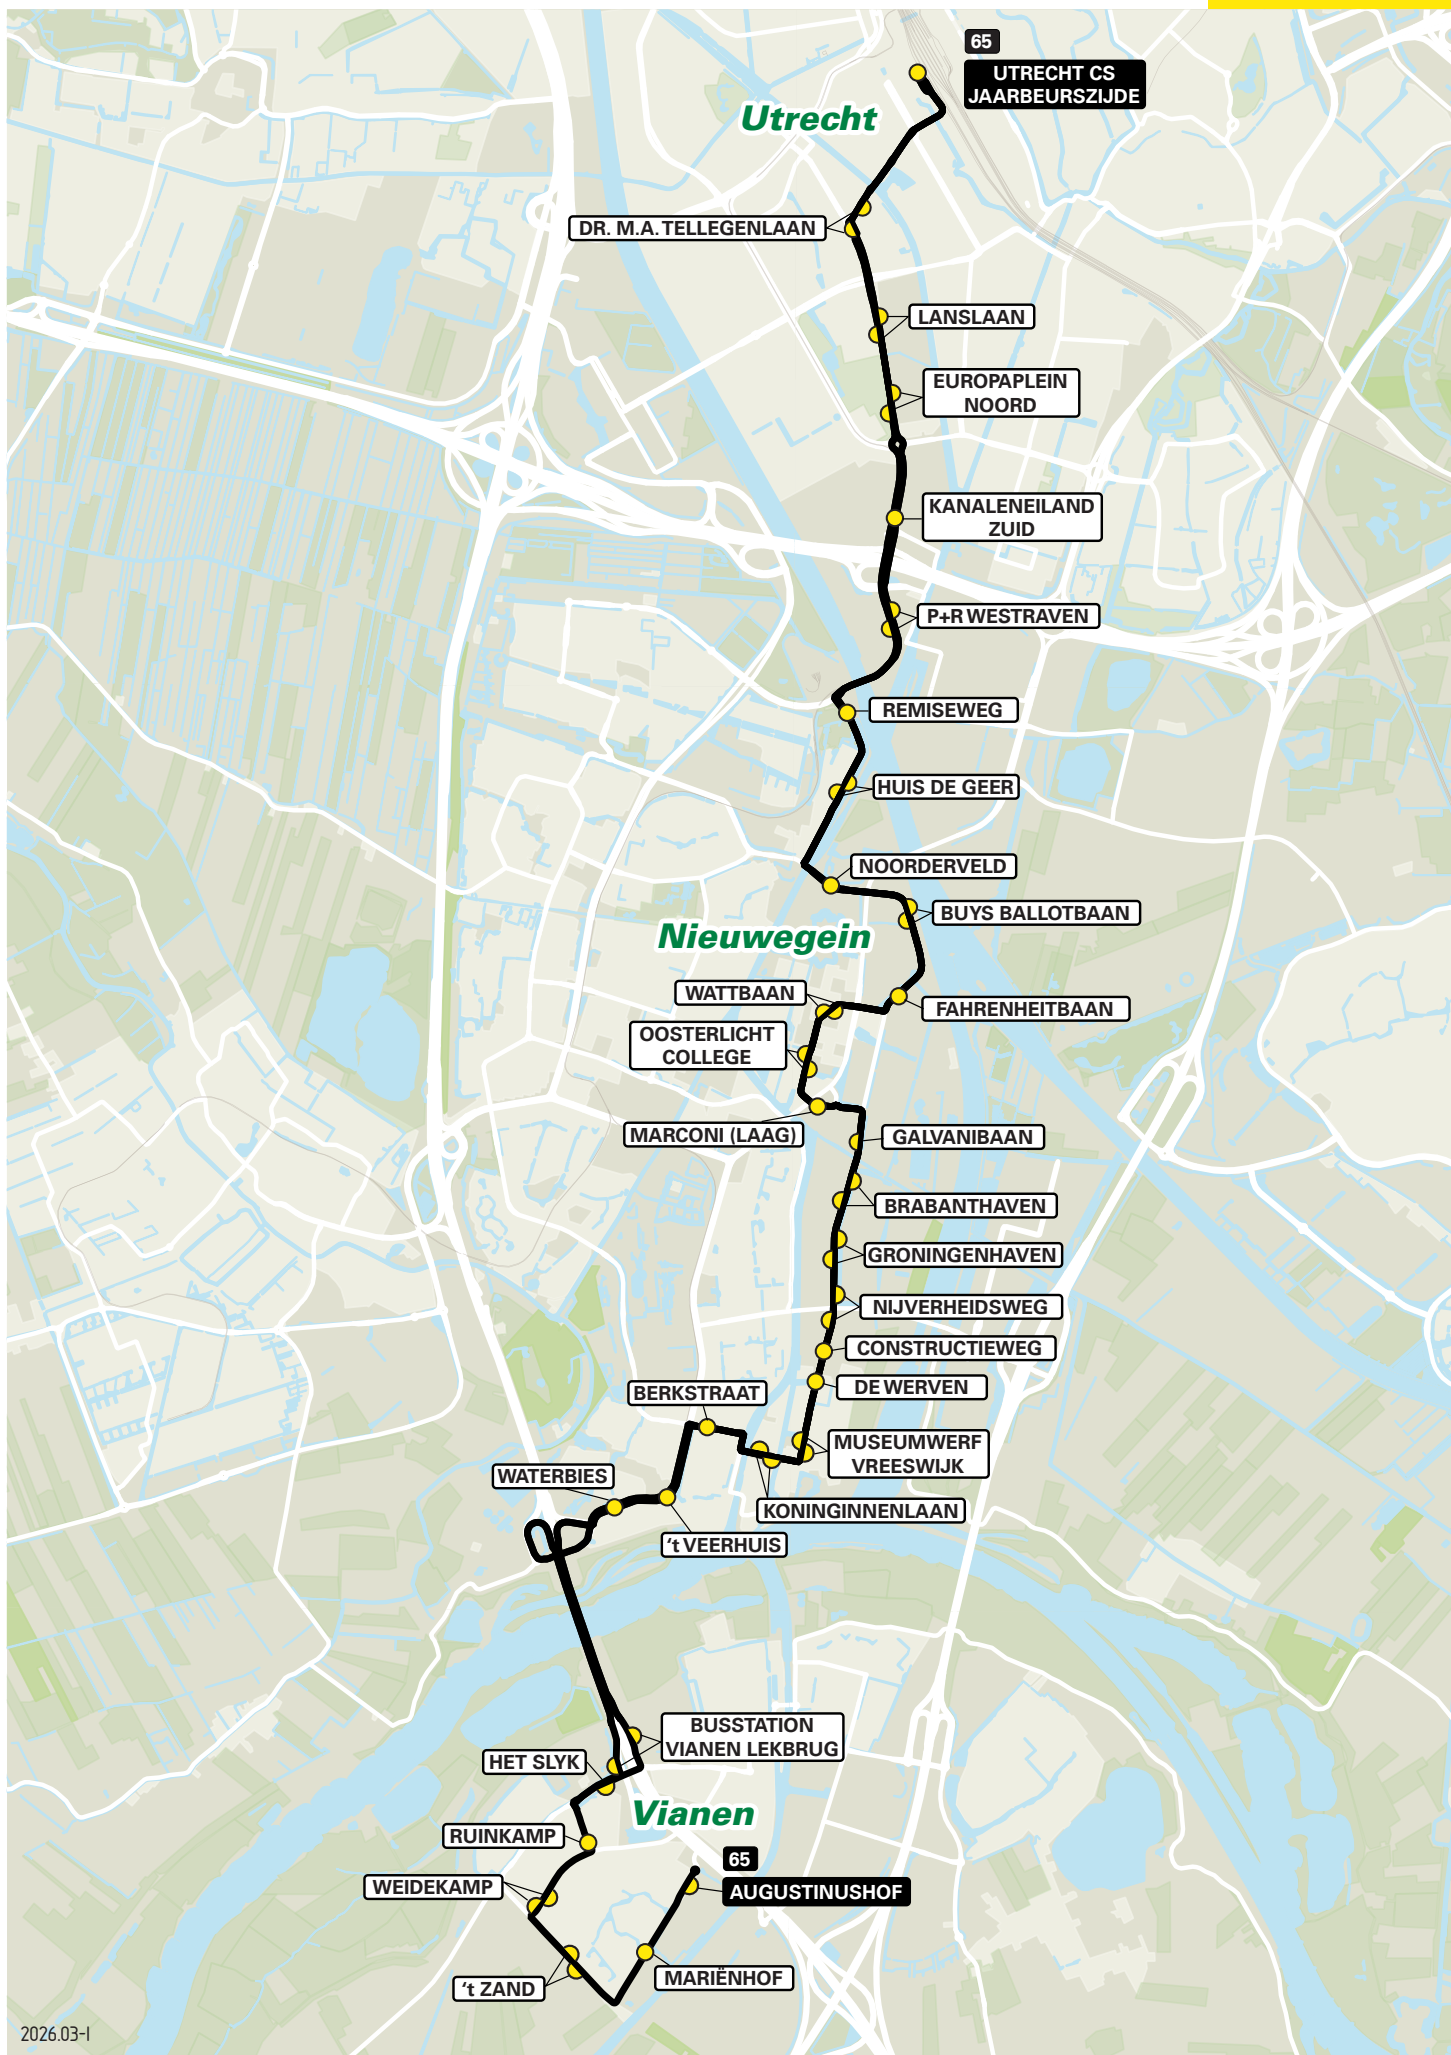 65
UTRECHT CS
JAARBEURSZIJDE
Utrecht
DR. M.A. TELLEGENLAAN
LANSLAAN
EUROPAPLEIN
NOORD
KANALENEILAND
ZUID
P+R WESTRAVEN
REMISEWEG
HUIS DE GEER
NOORDERVELD
BUYS BALLOTBAAN
Nieuwegein
WATTBAAN
FAHRENHEITBAAN
OOSTERLICHT
COLLEGE
MARCONI (LAAG)
GALVANIBAAN
BRABANTHAVEN
GRONINGENHAVEN
NIJVERHEIDSWEG
CONSTRUCTIEWEG
DE WERVEN
BERKSTRAAT
MUSEUMWERF
VREESWIJK
WATERBIES
KONINGINNENLAAN
‘t VEERHUIS
BUSSTATION
VIANEN LEKBRUG
HET SLYK
Vianen
RUINKAMP
65
AUGUSTINUSHOF
WEIDEKAMP
MARIËNHOF
‘t ZAND
2026.03-I